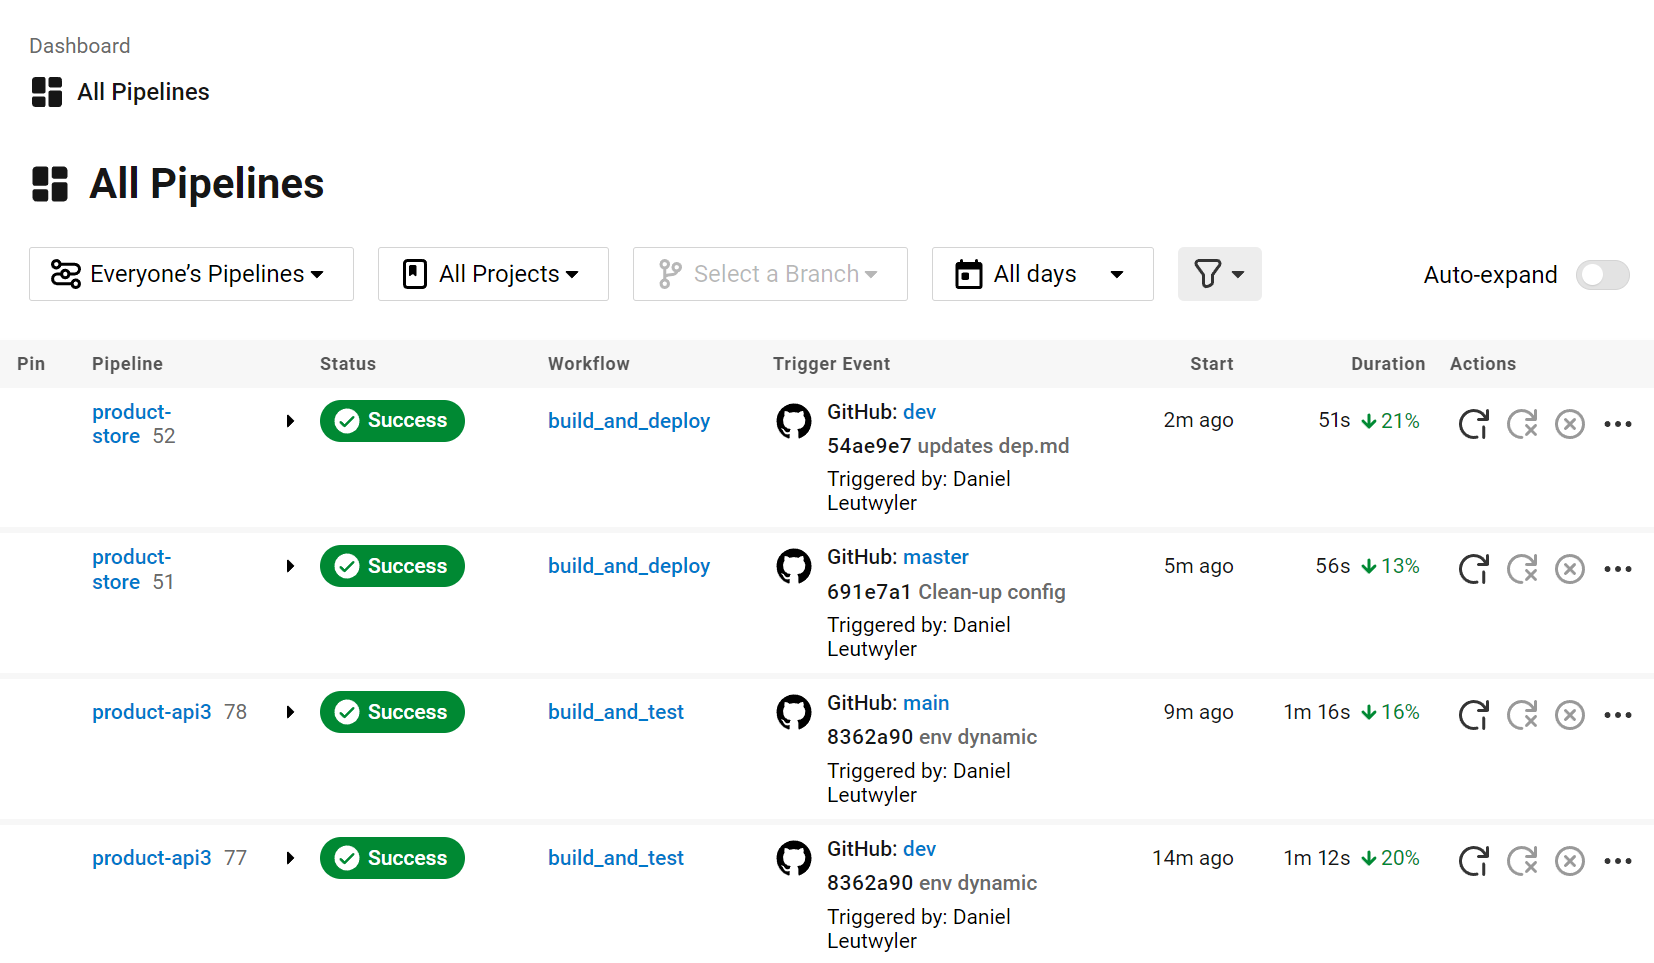 Dashboard
All Pipelines
All Pipelines
Everyone’s Pipelines
All Projects
Select a Branch
All days
Auto-expand
Pin Pipeline Status Workflow Trigger Event Start Duration Actions
product-
store 52
Success
build_and_deploy
GitHub: dev
54ae9e7 updates dep.md
Triggered by: Daniel
Leutwyler
2m ago
51s 21%
product-
store 51
Success
build_and_deploy
GitHub: master
691e7a1 Clean-up config
Triggered by: Daniel
Leutwyler
5m ago
56s 13%
product-api3 78
Success
build_and_test
GitHub: main
8362a90 env dynamic
Triggered by: Daniel
Leutwyler
9m ago
1m 16s 16%
product-api3 77
Success
build_and_test
GitHub: dev
8362a90 env dynamic
Triggered by: Daniel
Leutwyler
14m ago
1m 12s 20%